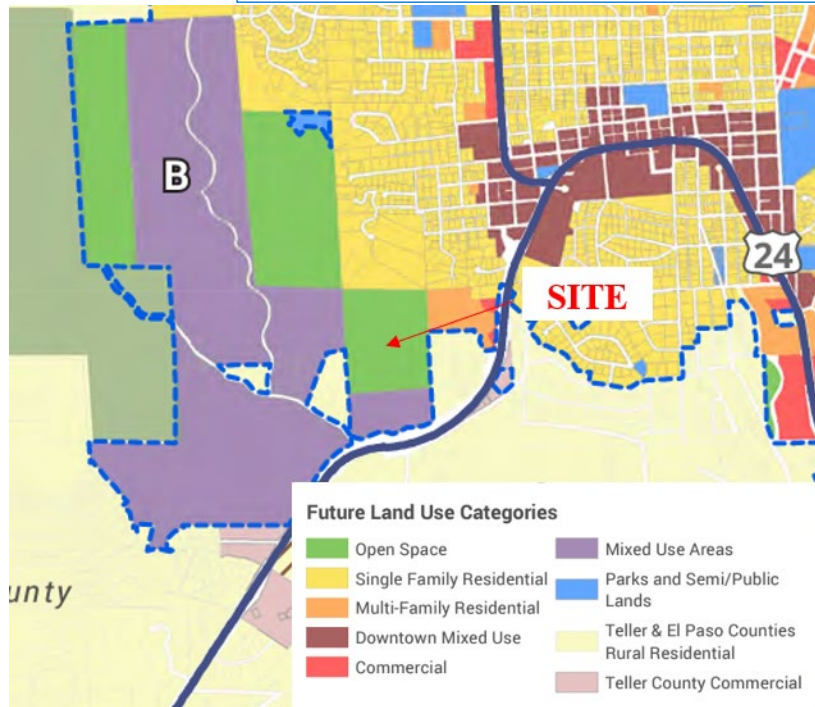 B
SITE
24
unty
Future Land Use Categories
Open Space
Single Family Residential
Multi-Family Residential
Downtown Mixed Use
Commercial
Mixed Use Areas
Parks and Semi/Public
Lands
Teller & El Paso Counties
Rural Residential
Teller County Commercial